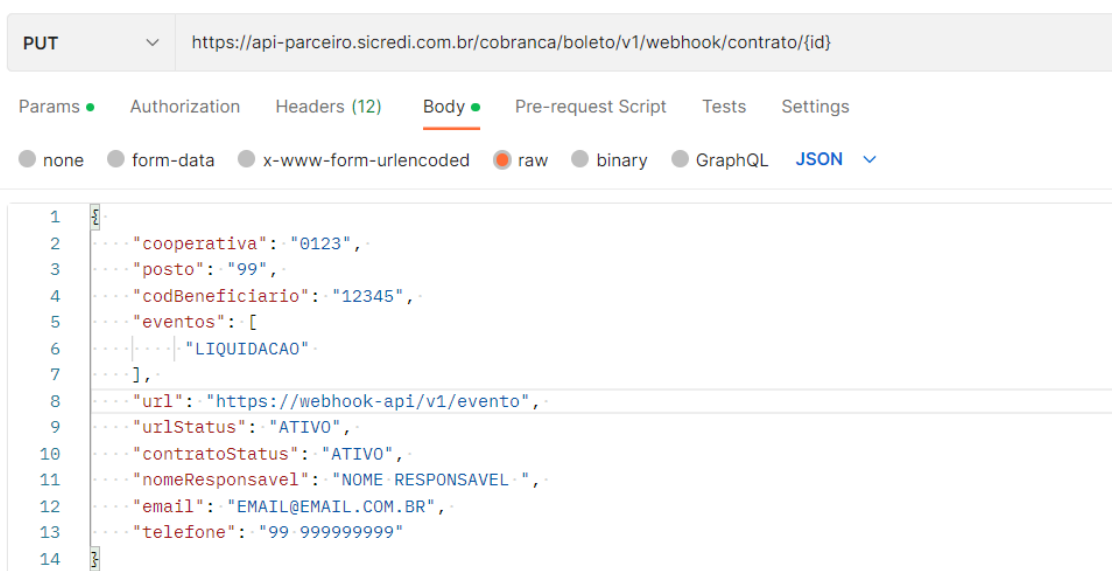 PUT https://api-parceiro.sicredi.com.br/cobranca/boleto/v1/webhook/contrato/{id}
Params Authorization Headers (12) Body Pre-request Script Tests Settings
none form-data x-www-form-urlencoded raw binary GraphQL JSON
1 {
2 "cooperativa": "0123",
3 "posto": "99",
4 "codBeneficiario": "12345",
5 "eventos": [
6 "LIQUIDACAO"
7 ],
8 "url": "https://webhook-api/v1/evento",
9 "urlStatus": "ATIVO",
10 "contratoStatus": "ATIVO",
11 "nomeResponsavel": "NOME RESPONSAVEL ",
12 "email": "EMAIL@EMAIL.COM.BR",
13 "telefone": "99 999999999"
14 }